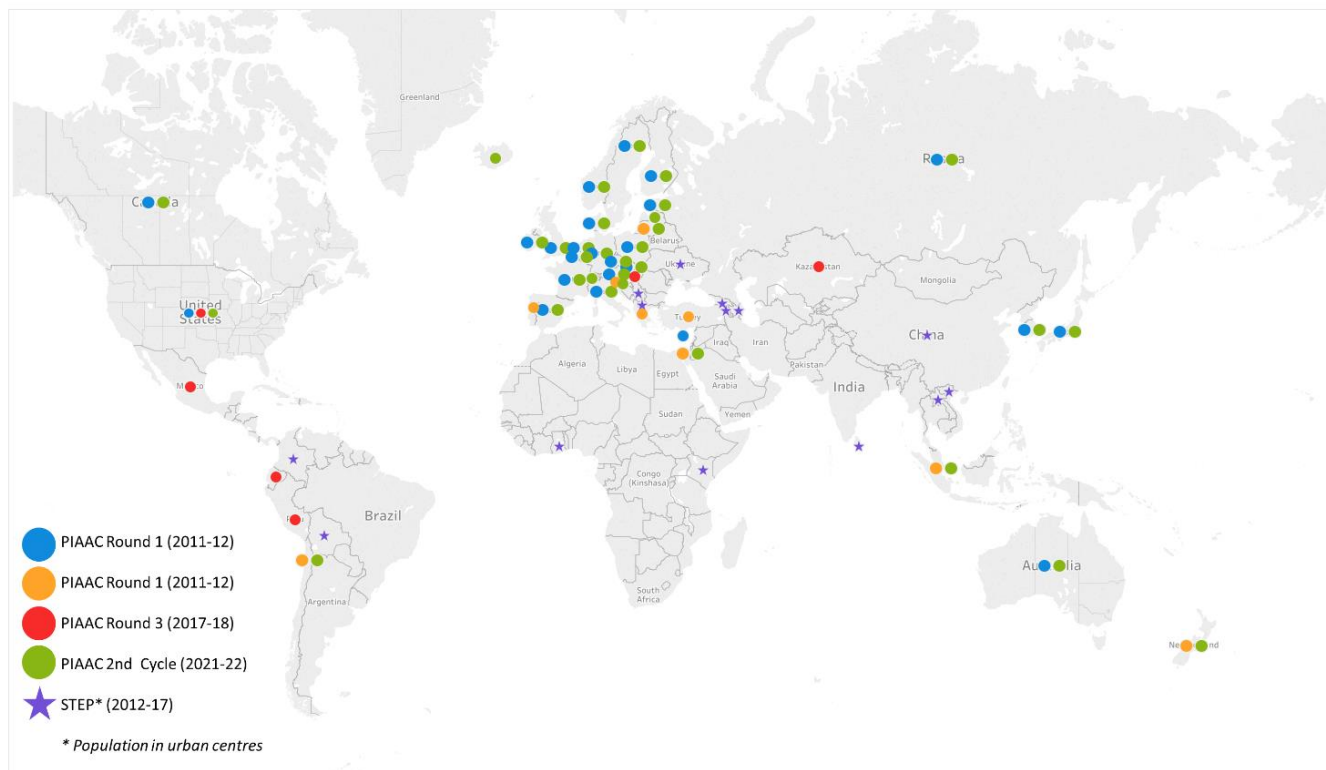 Greenland
Russia
Canada
Belarus
Ukraine
Kazakhstan
Mongolia
United
States
Turkey
China
Iraq
Iran
Algeria
Libya
Egypt
Pakistan
Saudi
Arabia
India
Mexico
Sudan
Yemen
Congo
(Kinshasa)
Brazil
Peru
PIAAC Round 1 (2011-12)
PIAAC Round 1 (2011-12)
Australia
South
Africa
Argentina
PIAAC Round 3 (2017-18)
New Zealand
PIAAC 2nd Cycle (2021-22)
STEP* (2012-17)
* Population in urban centres